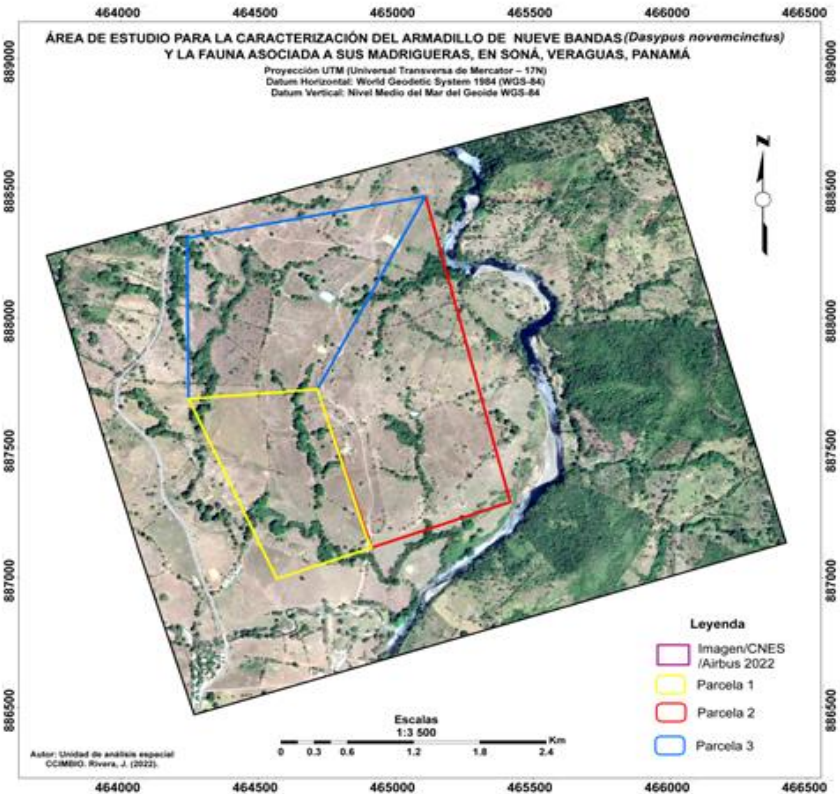 464000 464500 465000 465500 466000 466500
ÁREA DE ESTUDIO PARA LA CARACTERIZACIÓN DEL ARMADILLO DE NUEVE BANDAS (Dasypus novemcinctus)
Y LA FAUNA ASOCIADA A SUS MADRIGUERAS, EN SONÁ, VERAGUAS, PANAMÁ
Proyección UTM (Universal Transversa de Mercator – 17N)
Datum Horizontal: World Geodetic System 1984 (WGS-84)
Datum Vertical: Nivel Medio del Mar del Geoide WGS-84
N
889000 889000
888500 888500
888000 888000
887500 887500
887000 887000
886500 886500
Leyenda
Imagen/CNES
/Airbus 2022
Parcela 1
Parcela 2
Parcela 3
Escalas
1:3 500
Km
0 0.3 0.6 1.2 1.8 2.4
Autor: Unidad de análisis especial
CCIMBIO. Rivera, J. (2022).
464000 464500 465000 465500 466000 466500